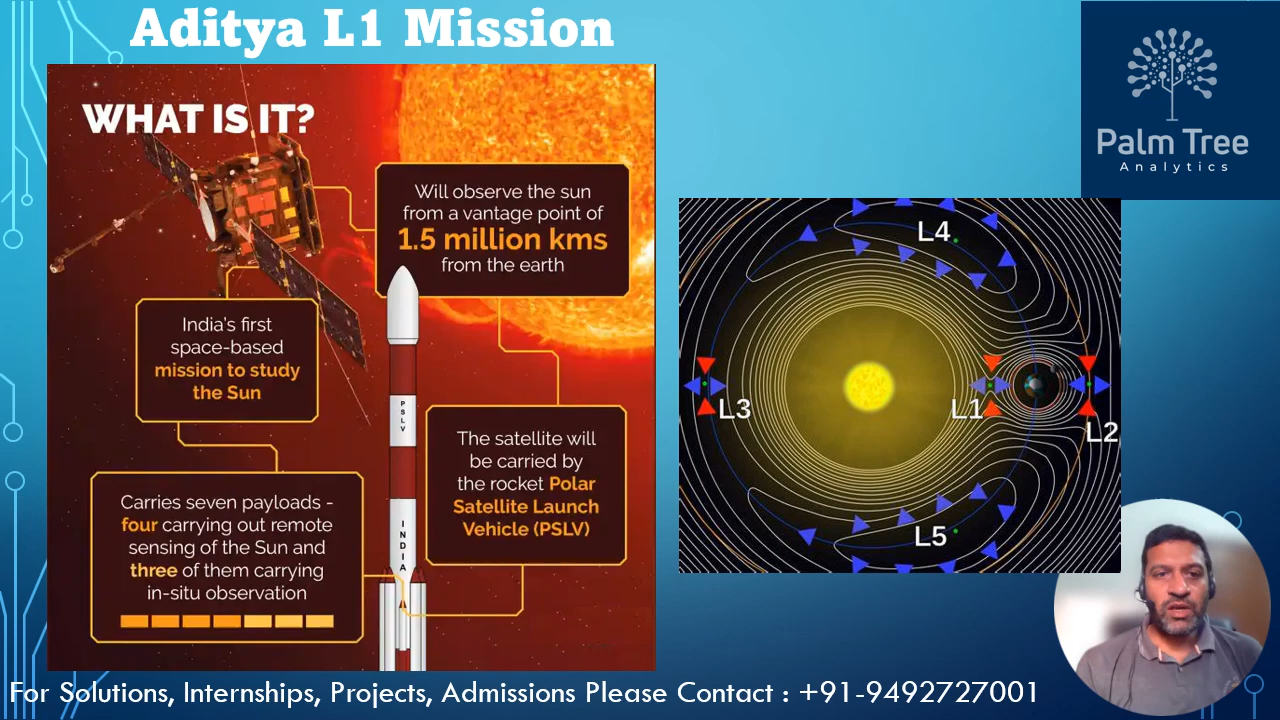 Aditya L1 Mission
WHAT IS IT?
Will observe the sun
from a vantage point of
1.5 million kms
from the earth
India's first
space-based
mission to study
the Sun
The satellite will
be carried by
the rocket Polar
Satellite Launch
Vehicle (PSLV)
Carries seven payloads -
four carrying out remote
sensing of the Sun and
three of them carrying
in-situ observation
PSLV
INDIA
Palm Tree
Analytics
L4
L3
L1
L2
L5
For Solutions, Internships, Projects, Admissions Please Contact : +91-9492727001